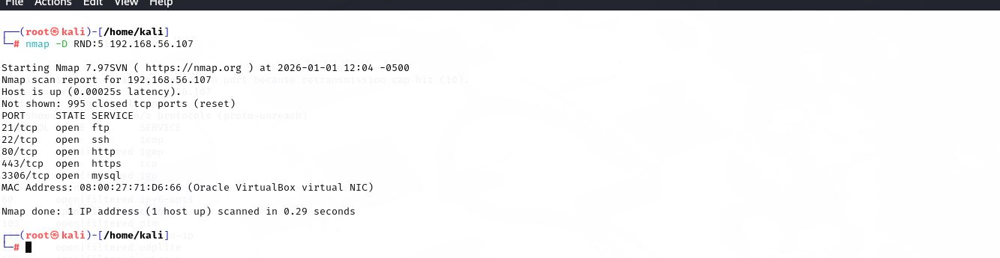 File Actions Edit View Help
┌──(root㉿kali)-[/home/kali]
└─# nmap -D RND:5 192.168.56.107
Starting Nmap 7.97SVN ( https://nmap.org ) at 2026-01-01 12:04 -0500
Nmap scan report for 192.168.56.107
Host is up (0.00025s latency).
Not shown: 995 closed tcp ports (reset)
PORT     STATE SERVICE
21/tcp   open  ftp
22/tcp   open  ssh
80/tcp   open  http
443/tcp  open  https
3306/tcp open  mysql
MAC Address: 08:00:27:71:D6:66 (Oracle VirtualBox virtual NIC)
Nmap done: 1 IP address (1 host up) scanned in 0.29 seconds
┌──(root㉿kali)-[/home/kali]
└─#